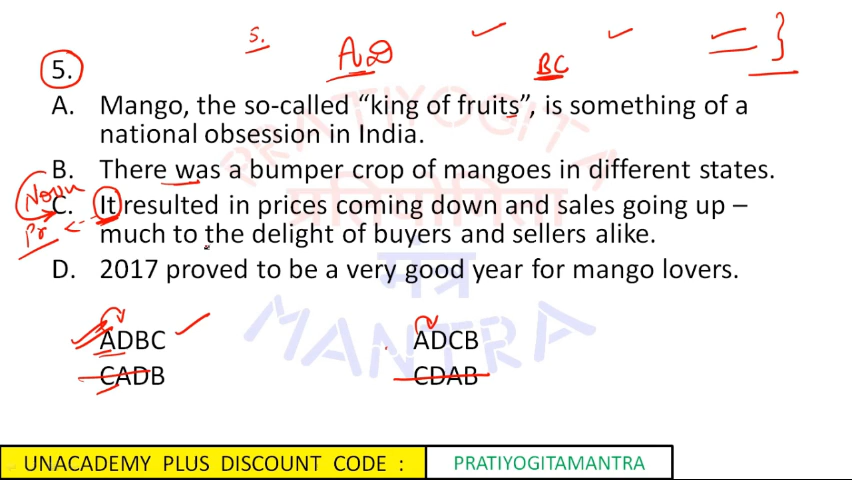 5.
AD
BC
5.
A. Mango, the so-called “king of fruits”, is something of a
national obsession in India.
B. There was a bumper crop of mangoes in different states.
Noun
C. It resulted in prices coming down and sales going up –
Pr
much to the delight of buyers and sellers alike.
D. 2017 proved to be a very good year for mango lovers.
ADBC ADCB
CADB CDAB
PRATIYOGITA
प्रतियोगिता
मंत्र
MANTRA
UNACADEMY PLUS DISCOUNT CODE : PRATIYOGITAMANTRA